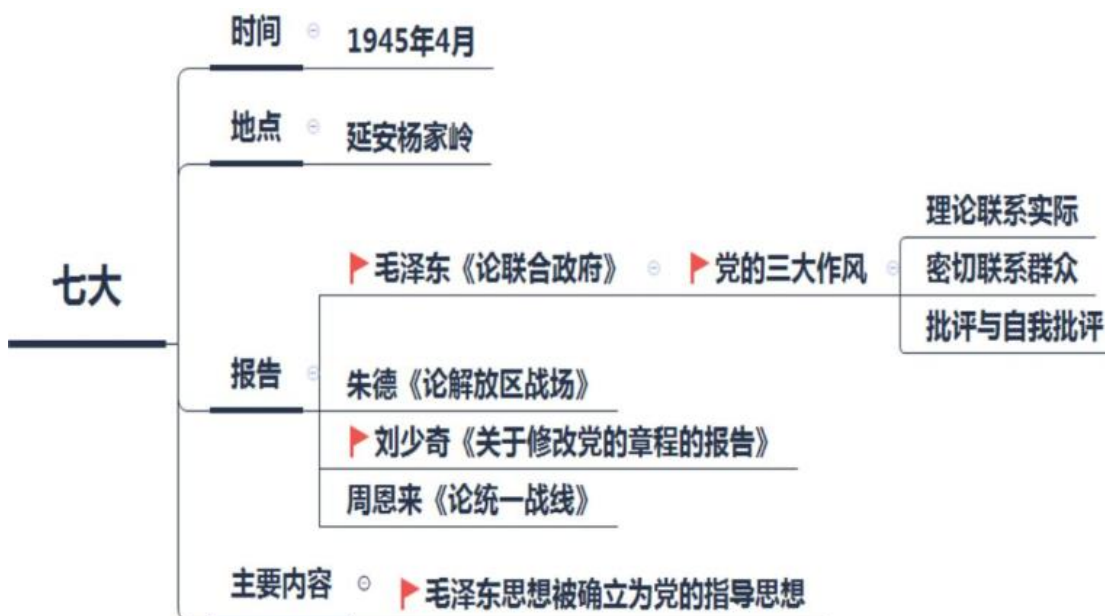 时间
1945年4月
地点
延安杨家岭
七大
报告
毛泽东《论联合政府》
党的三大作风
理论联系实际
密切联系群众
批评与自我批评
朱德《论解放区战场》
刘少奇《关于修改党的章程的报告》
周恩来《论统一战线》
主要内容
毛泽东思想被确立为党的指导思想